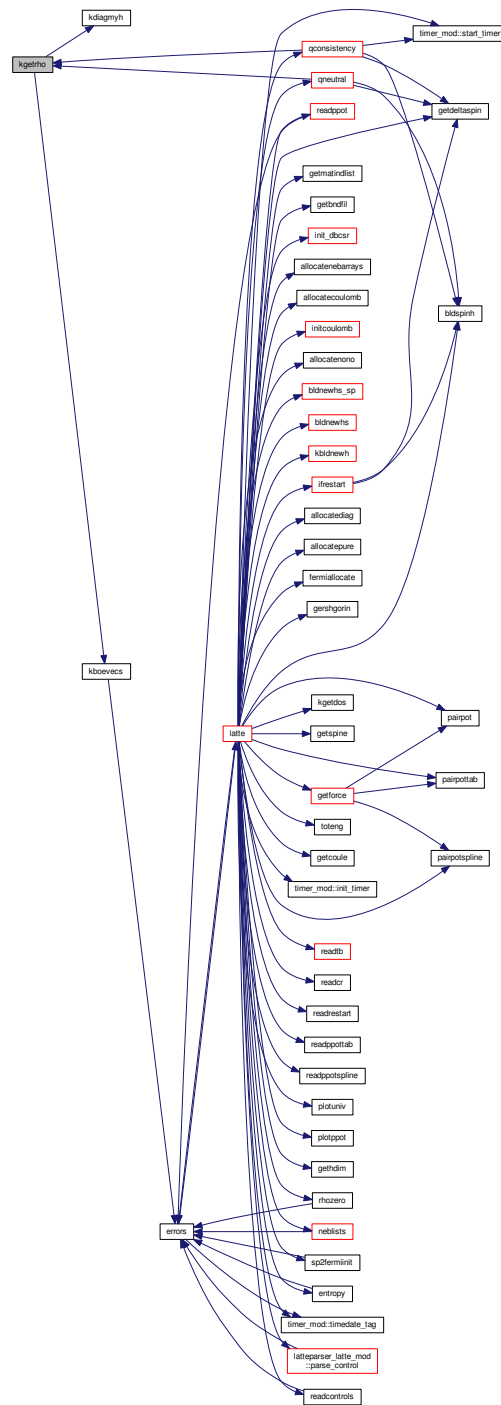 kdiagmyh
timer_mod::start_timer
qconsistency
kgetrho
qneutral
readppot
getdeltaspin
getmatindlist
getbndfil
init_dbcsr
allocatenebarrays
allocatecoulomb
bldspinh
initcoulomb
allocatenono
bldnewhs_sp
bldnewhs
kbldnewh
ifrestart
allocatediag
allocatepure
fermiallocate
gershgorin
kboevecs
kgetdos
pairpot
latte
getspine
pairpottab
getforce
toteng
getcoule
pairpotspline
timer_mod::init_timer
readtb
readcr
readrestart
readppottab
readppotspline
plotuniv
plotppot
gethdim
rhozero
errors
neblists
sp2fermiinit
entropy
timer_mod::timedate_tag
latteparser_latte_mod
::parse_control
readcontrols